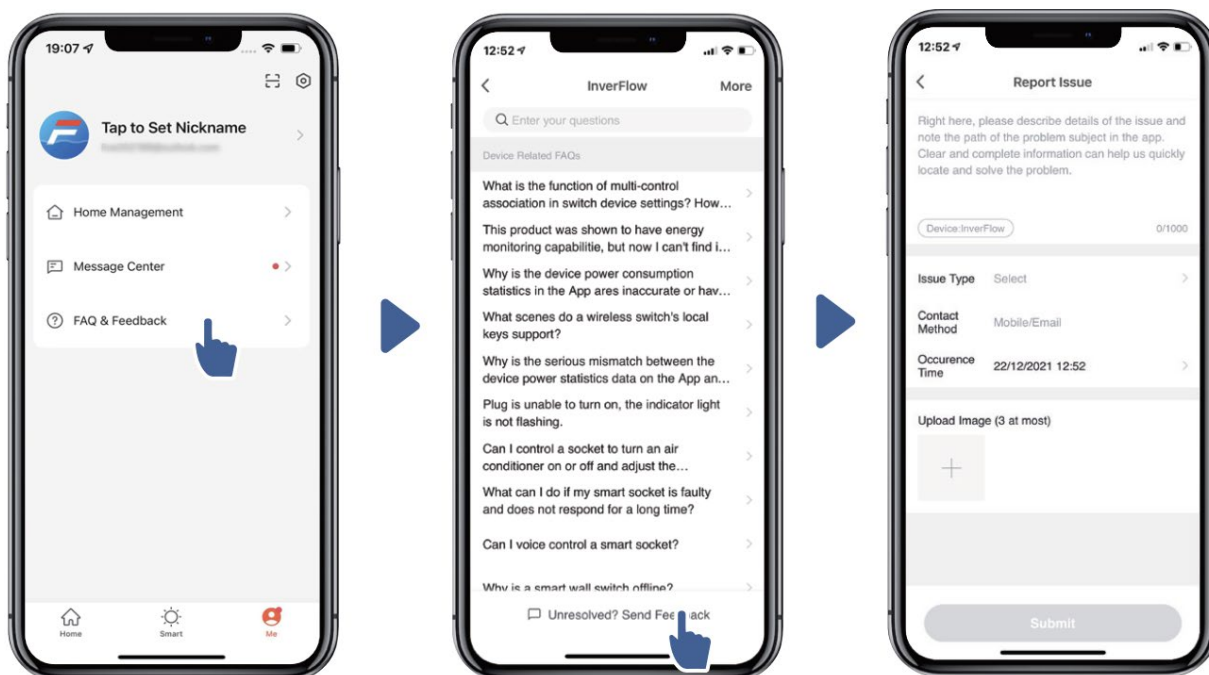 19:07
Tap to Set Nickname
Home Management
Message Center
FAQ & Feedback
Home
Smart
Me
12:52
InverFlow
More
Enter your questions
Device Related FAQs
What is the function of multi-control
association in switch device settings? How...
This product was shown to have energy
monitoring capabilitie, but now I can't find i...
Why is the device power consumption
statistics in the App ares inaccurate or hav...
What scenes do a wireless switch's local
keys support?
Why is the serious mismatch between the
device power statistics data on the App an...
Plug is unable to turn on, the indicator light
is not flashing.
Can I control a socket to turn an air
conditioner on or off and adjust the...
What can I do if my smart socket is faulty
and does not respond for a long time?
Can I voice control a smart socket?
Why is a smart wall switch offline?
Unresolved? Send Feedback
12:52
Report Issue
Right here, please describe details of the issue and
note the path of the problem subject in the app.
Clear and complete information can help us quickly
locate and solve the problem.
Device:InverFlow
0/1000
Issue Type Select
Contact
Method
Mobile/Email
Occurence
Time
22/12/2021 12:52
Upload Image (3 at most)
Submit